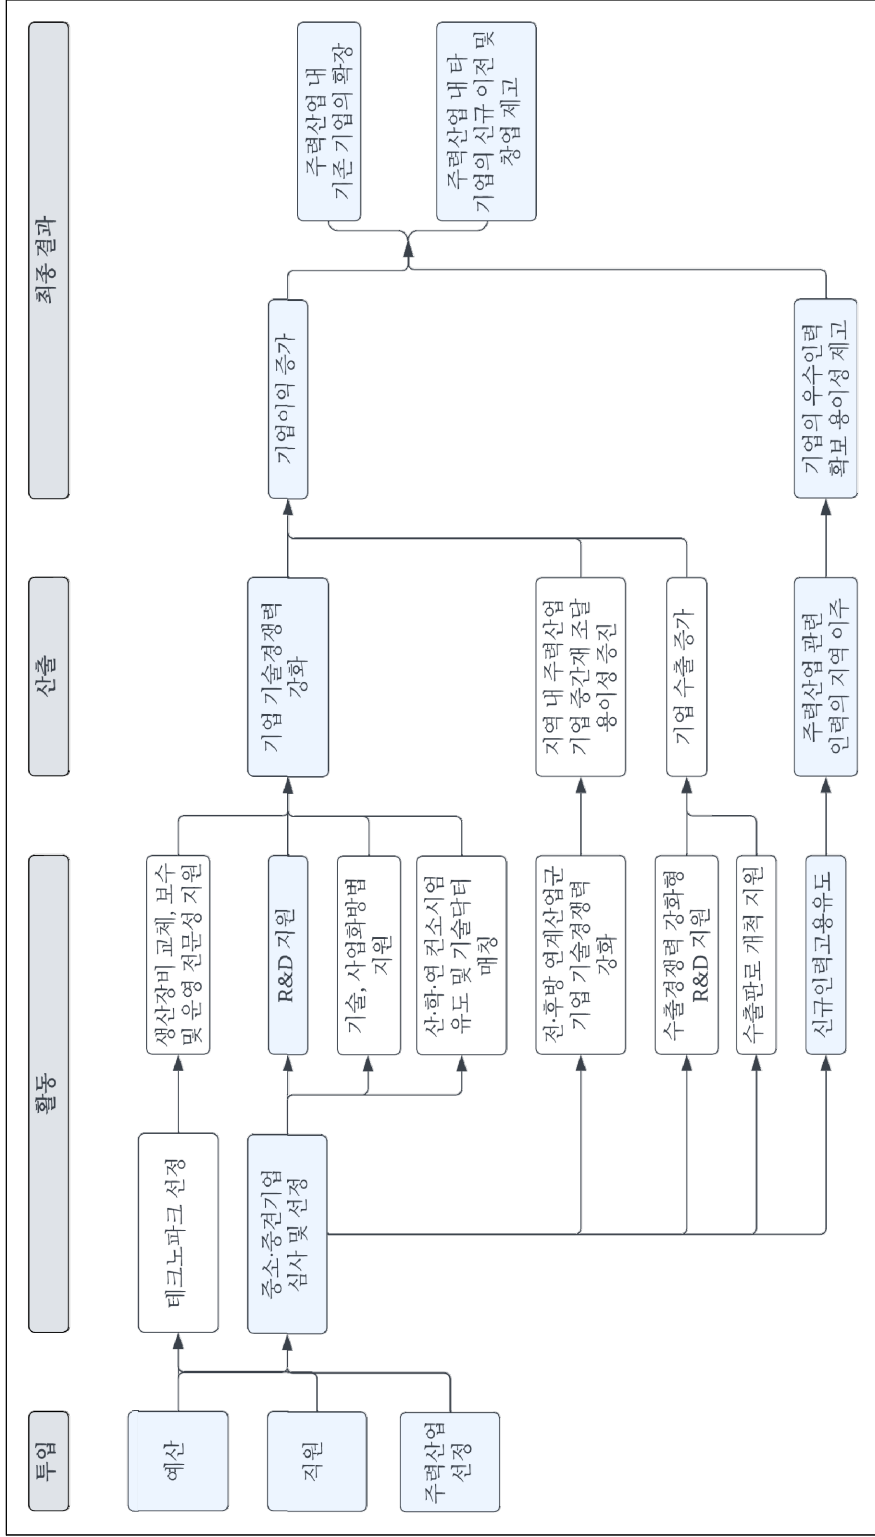 투입
활동
산출
최종 결과
예산
직원
주력산업
선정
테크노파크 선정
중소·중견기업
심사 및 선정
생산장비 교체, 보수
및 운영 전문성 지원
R&D 지원
기술, 사업화방법
지원
산·학·연 컨소시엄
유도 및 기술닥터
매칭
전·후방 연계산업군
기업 기술경쟁력
강화
수출경쟁력 강화형
R&D 지원
수출판로 개척 지원
신규인력고용유도
기업 기술경쟁력
강화
지역 내 주력산업
기업 중간재 조달
용이성 증진
기업 수출 증가
주력산업 관련
인력의 지역 이주
기업이익 증가
기업의 우수인력
확보 용이성 제고
주력산업 내
기존 기업의 확장
주력산업 내 타
기업의 신규 이전 및
창업 제고